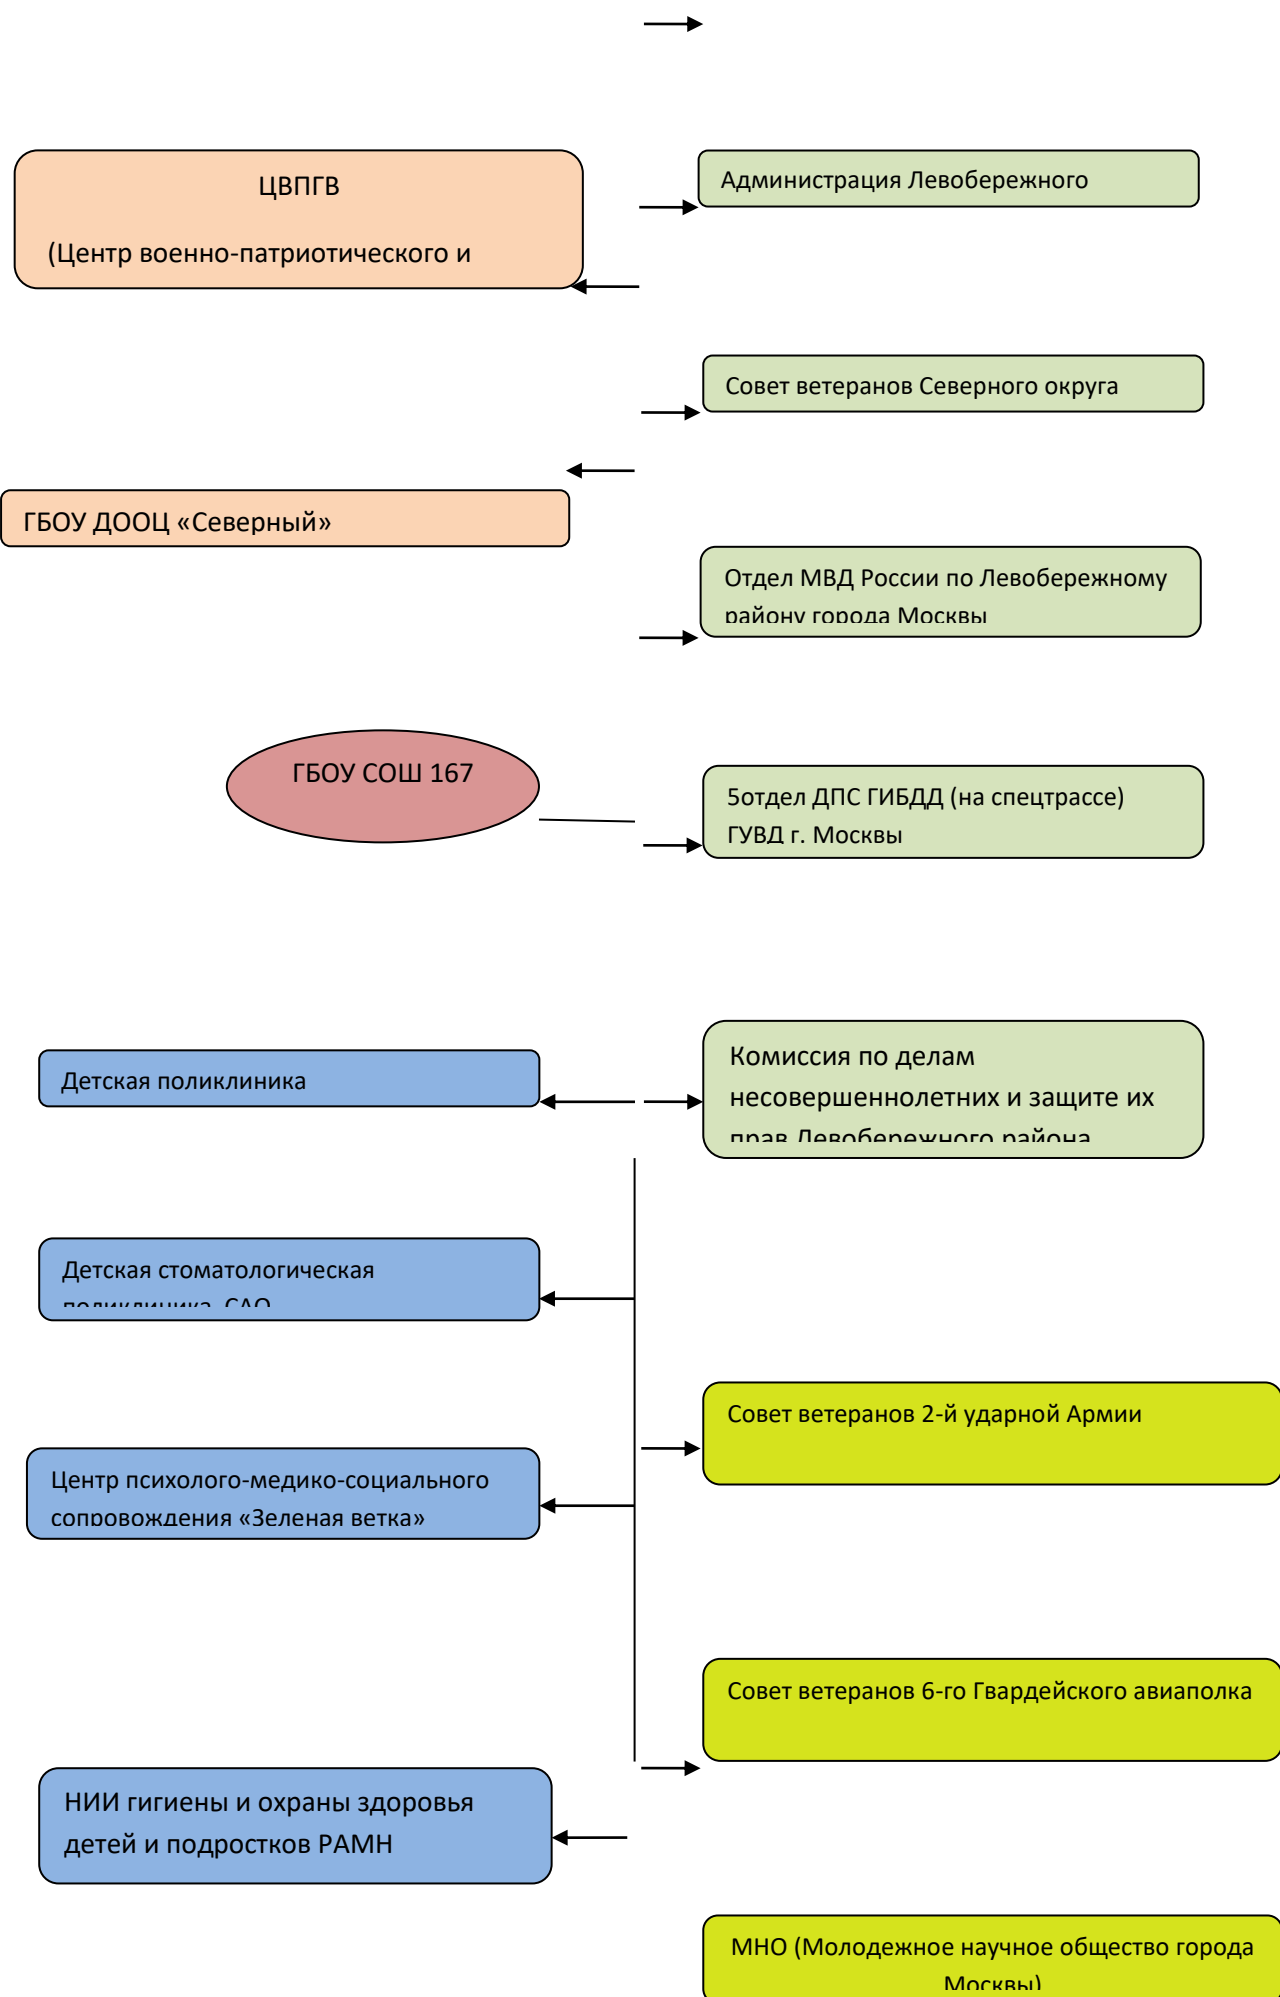 ЦВПГВ
(Центр военно-патриотического и
Администрация Левобережного
Совет ветеранов Северного округа
ГБОУ ДООЦ «Северный»
Отдел МВД России по Левобережному
району города Москвы
ГБОУ СОШ 167
5отдел ДПС ГИБДД (на спецтрассе)
ГУВД г. Москвы
Детская поликлиника
Комиссия по делам
несовершеннолетних и защите их
прав Левобережного района
Детская стоматологическая
поликлиника САО
Совет ветеранов 2-й ударной Армии
Центр психолого-медико-социального
сопровождения «Зеленая ветка»
Совет ветеранов 6-го Гвардейского авиаполка
НИИ гигиены и охраны здоровья
детей и подростков РАМН
МНО (Молодежное научное общество города
Москвы)